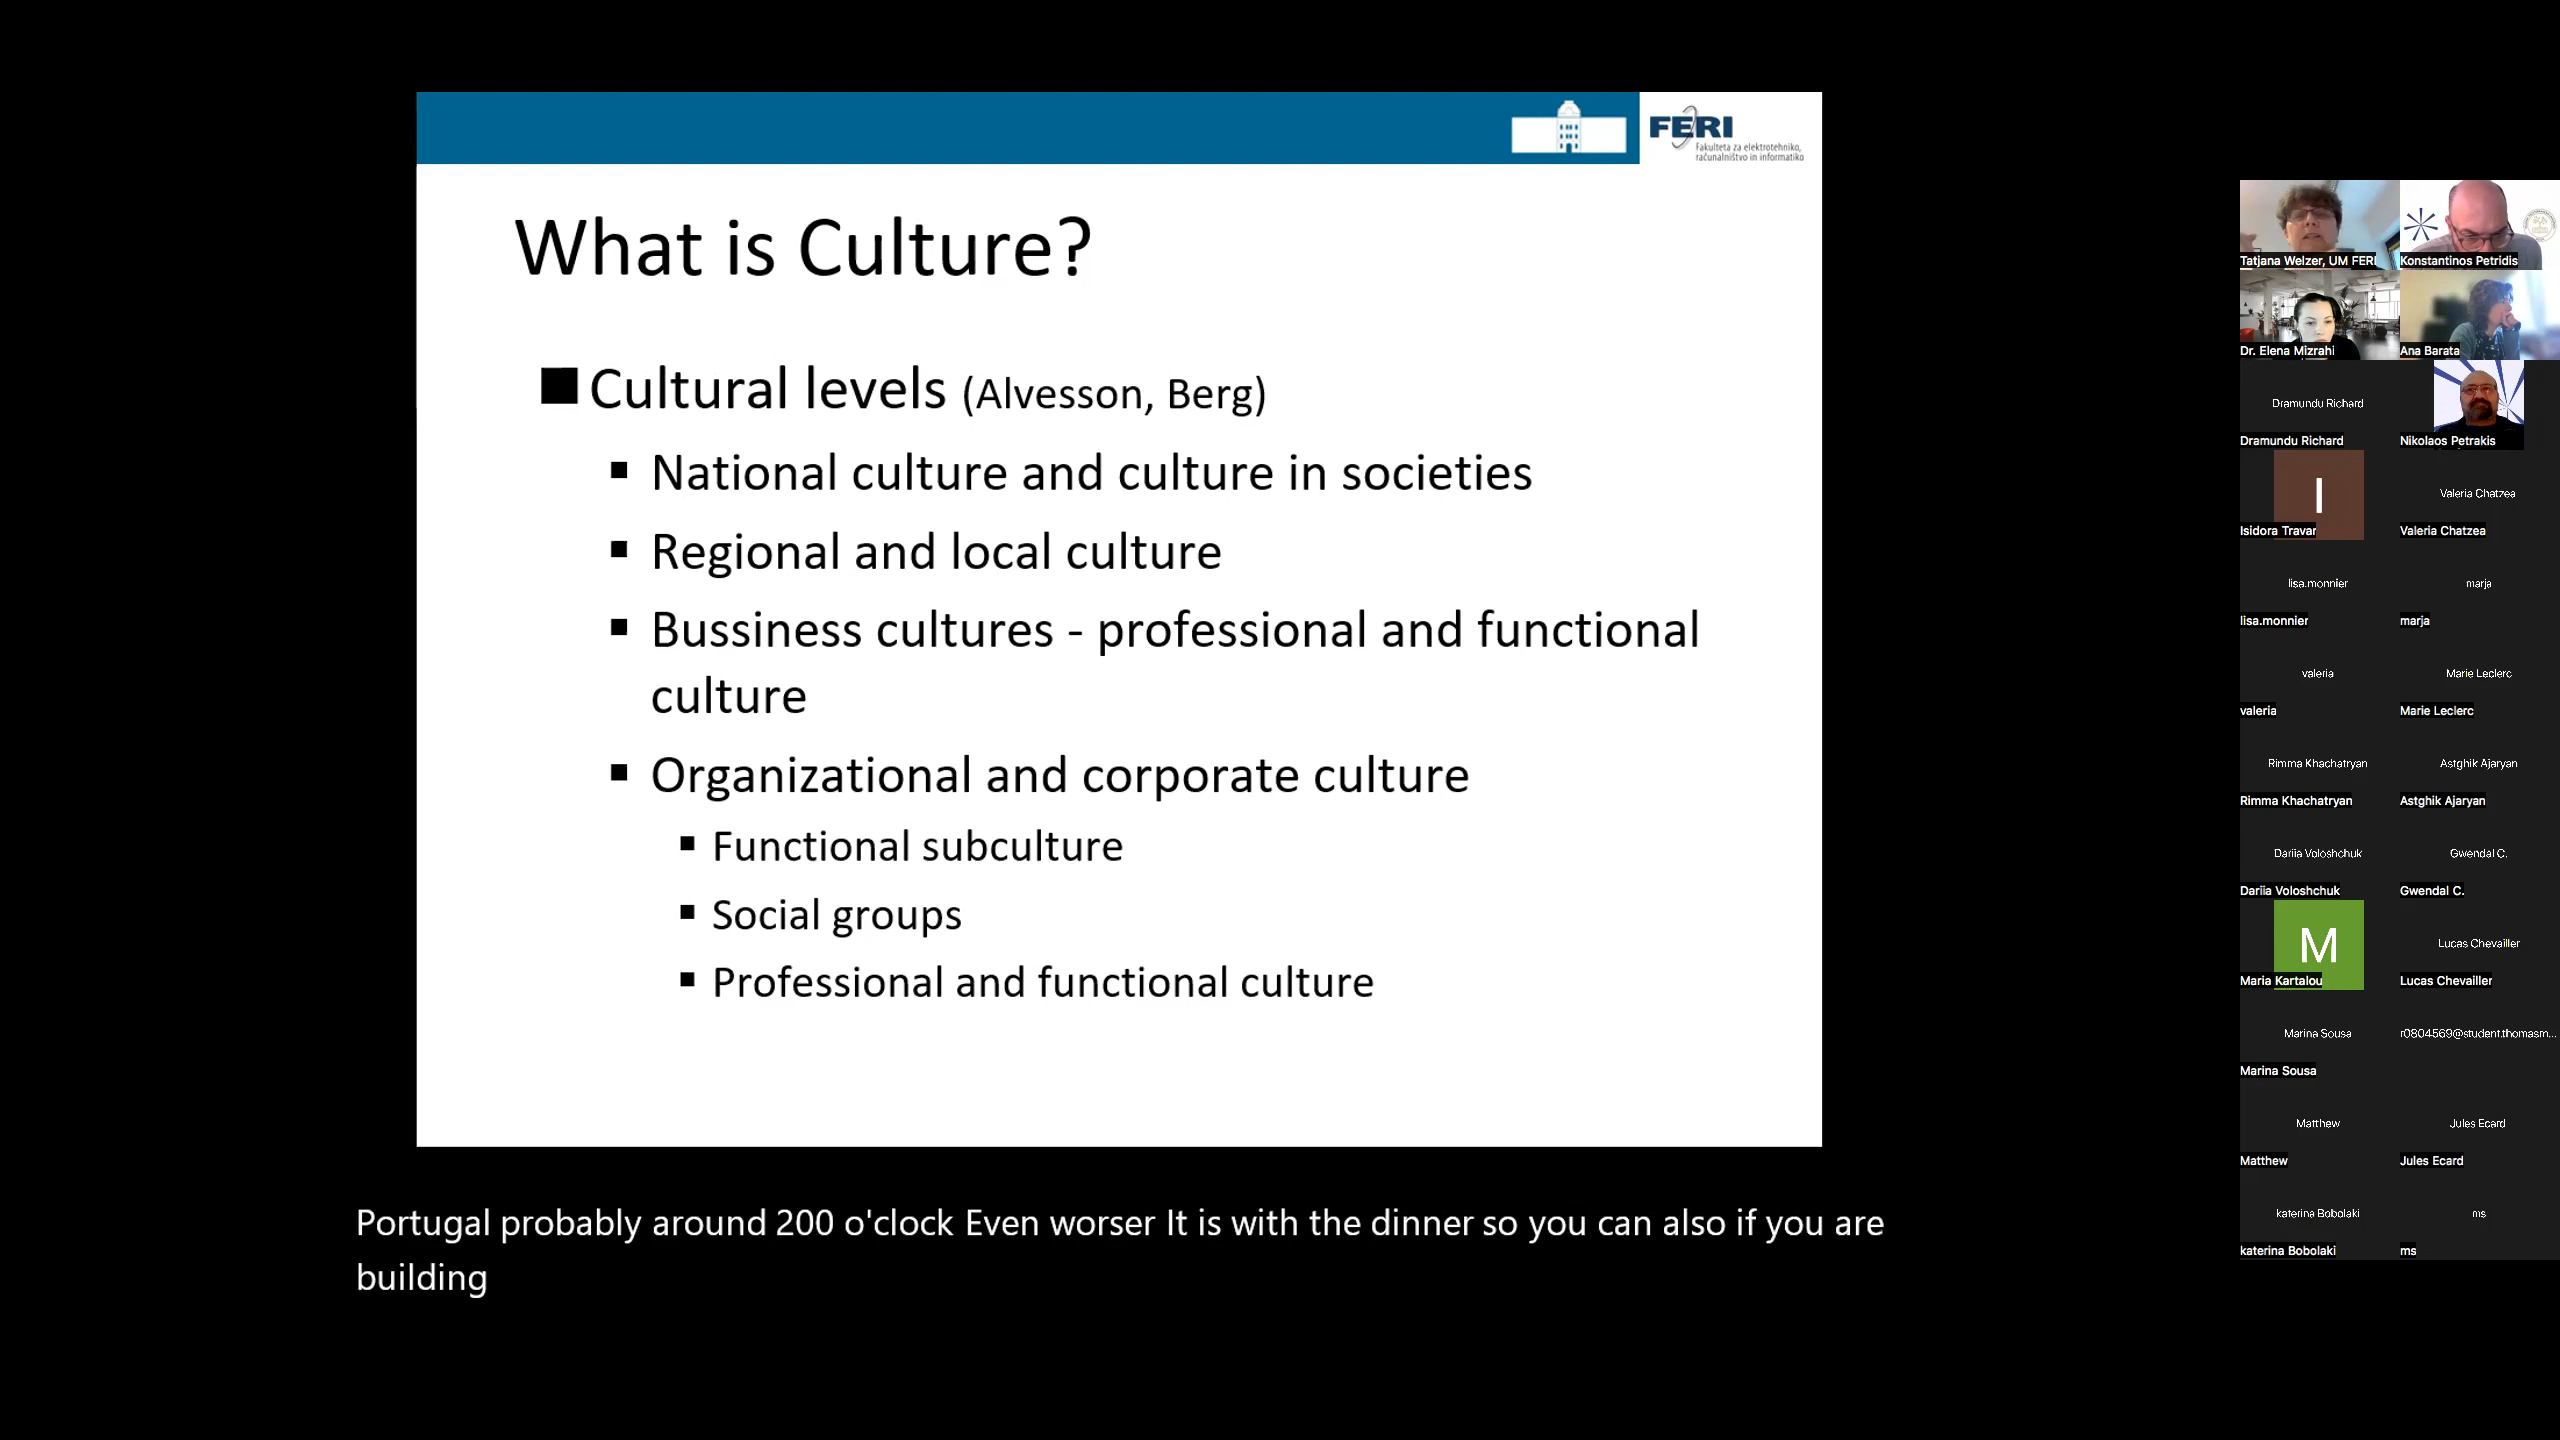 FERI
Fakulteta za elektrotehniko,
računalništvo in informatiko
What is Culture?
Cultural levels (Alvesson, Berg)
National culture and culture in societies
Regional and local culture
Bussiness cultures - professional and functional
culture
Organizational and corporate culture
Functional subculture
Social groups
Professional and functional culture
Portugal probably around 200 o'clock Even worser It is with the dinner so you can also if you are
building
Tatjana Welzer, UM FERI
Konstantinos Petridis
Dr. Elena Mizrahi
Ana Barata
Dramundu Richard
Dramundu Richard
Nikolaos Petrakis
I
Isidora Travar
Valeria Chatzea
Valeria Chatzea
lisa.monnier
lisa.monnier
marja
marja
valeria
valeria
Marie Leclerc
Marie Leclerc
Rimma Khachatryan
Rimma Khachatryan
Astghik Ajaryan
Astghik Ajaryan
Dariia Voloshchuk
Dariia Voloshchuk
Gwendal C.
Gwendal C.
M
Maria Kartalou
Lucas Chevailler
Lucas Chevailler
Marina Sousa
Marina Sousa
r0804569@student.thomasm...
Matthew
Matthew
Jules Ecard
Jules Ecard
katerina Bobolaki
katerina Bobolaki
ms
ms